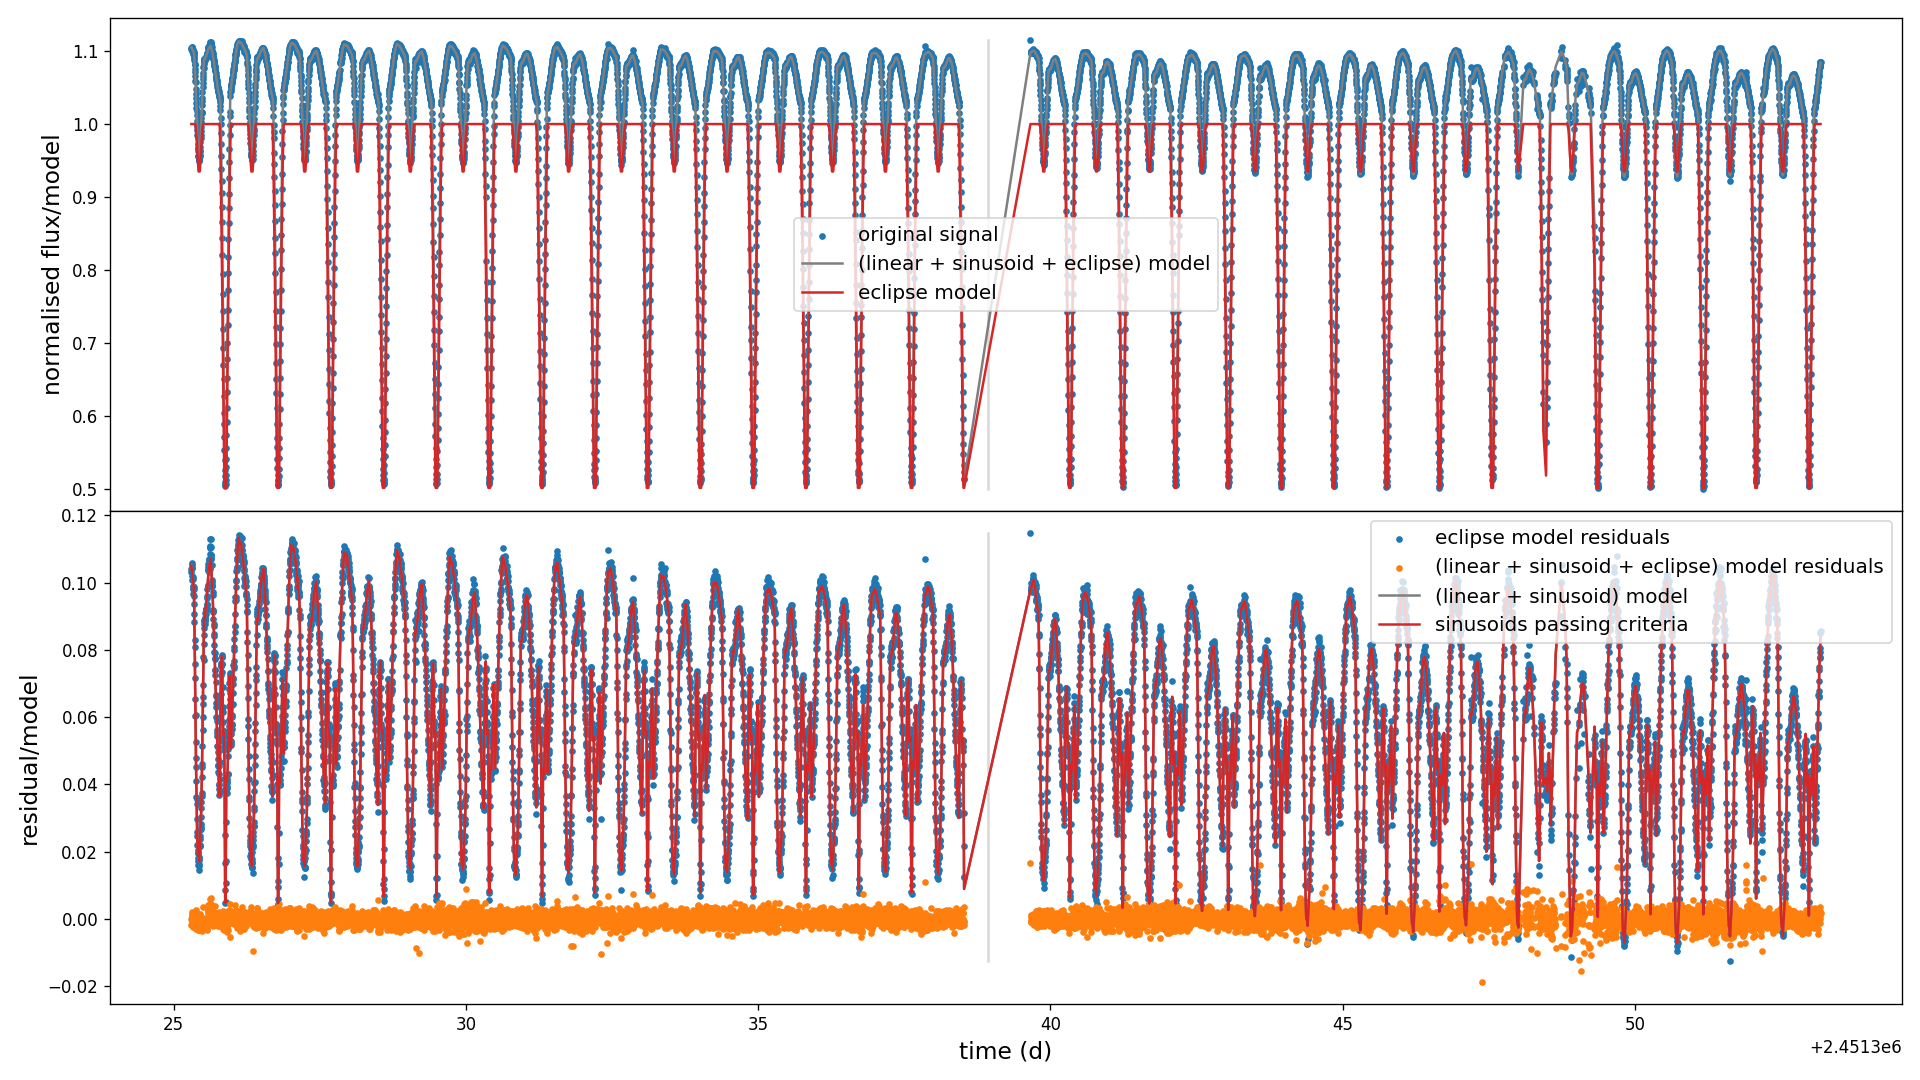 normalised flux/model
1.1
1.0
0.9
0.8
0.7
0.6
0.5
original signal
(linear + sinusoid + eclipse) model
eclipse model
residual/model
0.12
0.10
0.08
0.06
0.04
0.02
0.00
−0.02
eclipse model residuals
(linear + sinusoid + eclipse) model residuals
(linear + sinusoid) model
sinusoids passing criteria
25 30 35 40 45 50
time (d)
+2.4513e6